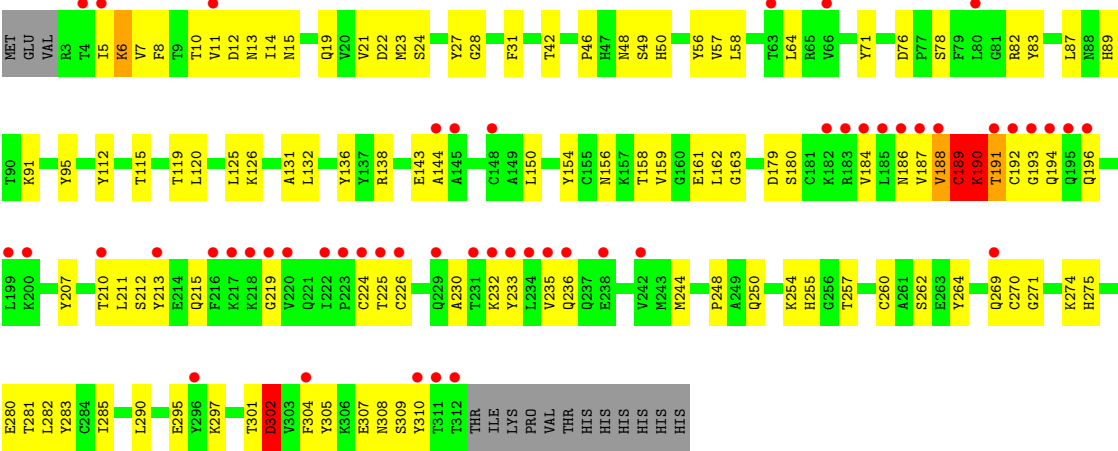 MET GLU VAL R3 T4 I5 K6 V7 F8 T9 T10 V11 D12 N13 I14 N15 Q19 V20 V21 D22 M23 S24 Y27 G28 F31 T42 P46 H47 N48 S49 H50 Y56 V57 L58 T63 L64 R65 V66 Y71 D76 P77 S78 F79 L80 G81 R82 Y83 L87 N88 H89
T90 K91 Y95 Y112 T115 T119 L120 L125 K126 A131 L132 Y136 Y137 R138 E143 A144 A145 C148 A149 L150 Y154 C155 N156 K157 T158 V159 G160 E161 L162 G163 D179 S180 C181 K182 R183 V184 L185 N186 V187 V188 C189 K190 T191 C192 G193 Q194 Q195 Q196
L199 K200 Y207 T210 L211 S212 Y213 E214 Q215 F216 K217 K218 G219 V220 Q221 I222 P223 C224 T225 C226 Q229 A230 T231 K232 Y233 L234 V235 Q236 Q237 E238 V242 M243 M244 P248 A249 Q250 K254 H255 G256 T257 C260 A261 S262 E263 Y264 Q269 C270 G271 K274 H275
E280 T281 L282 Y283 C284 I285 L290 E295 Y296 K297 T301 D302 V303 F304 Y305 K306 E307 N308 S309 Y310 T311 T312 THR ILE LYS PRO VAL THR HIS HIS HIS HIS HIS HIS